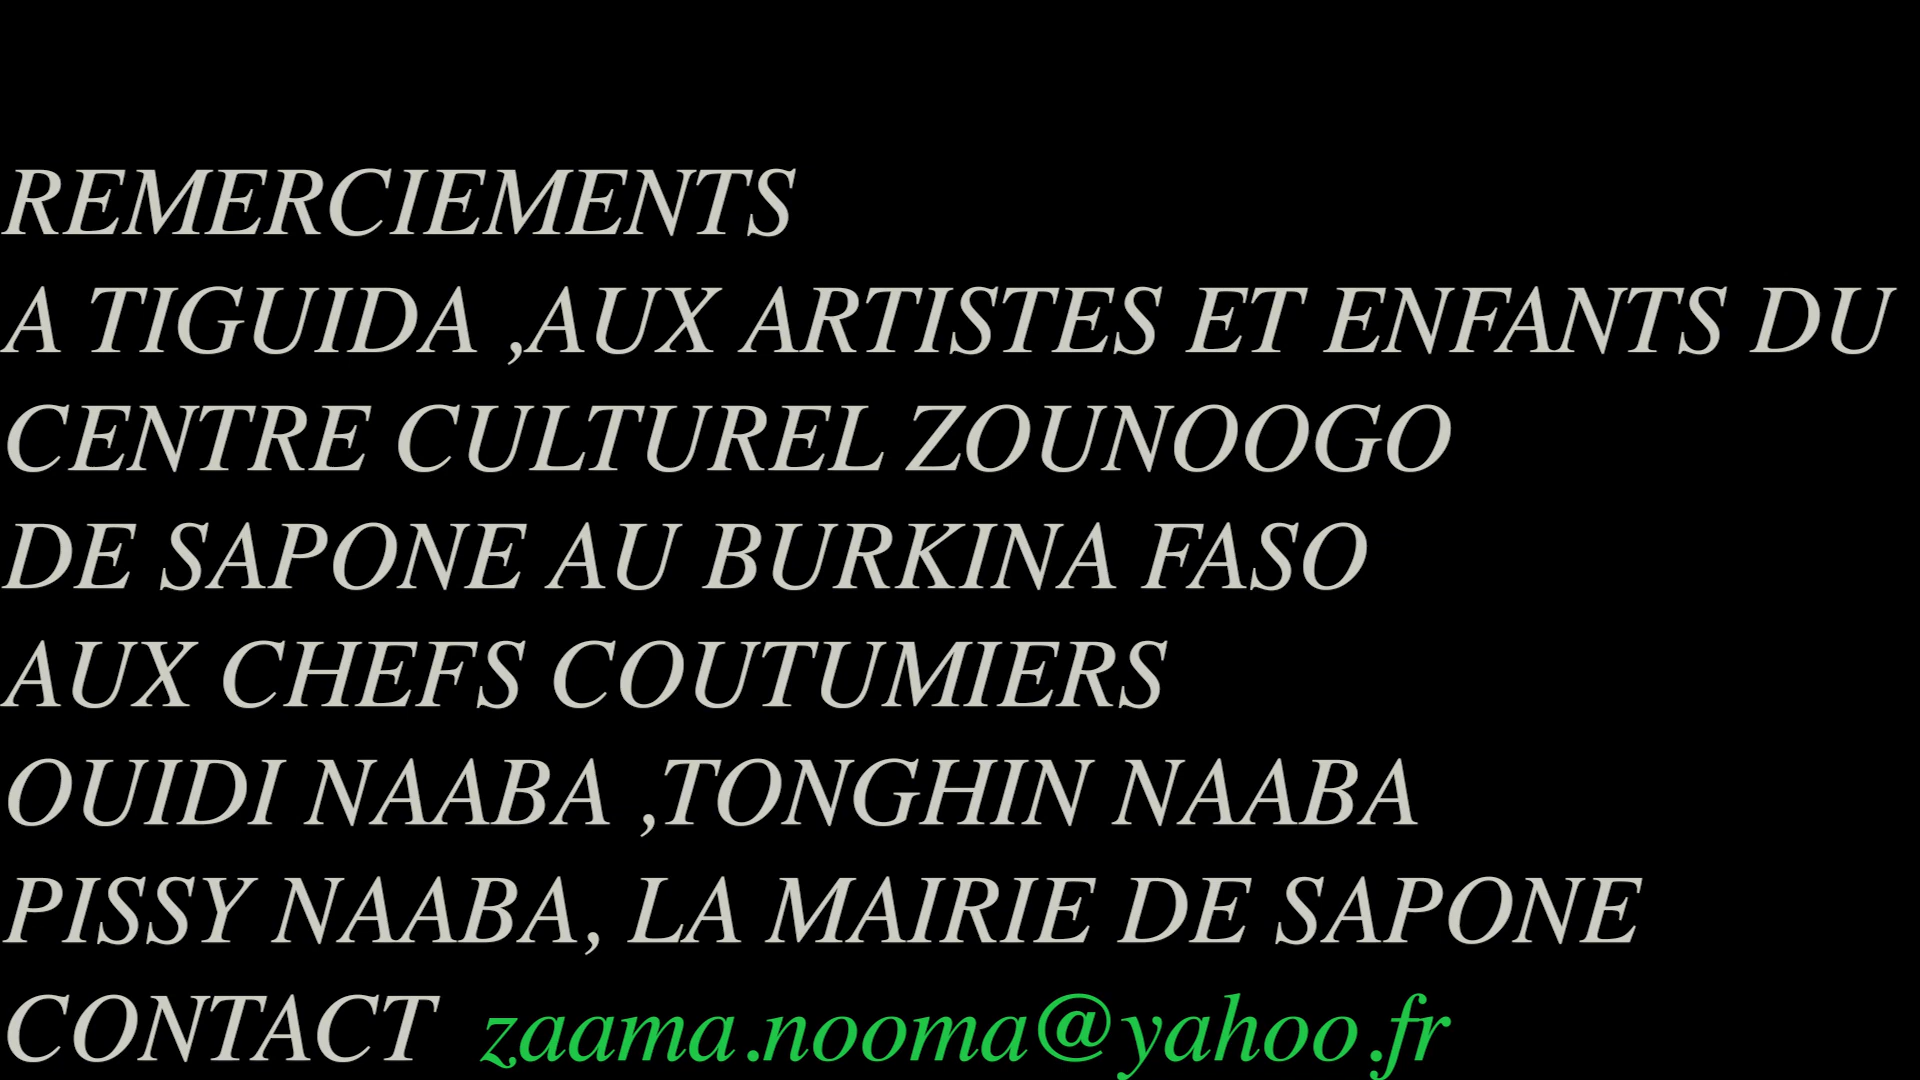 REMERCIEMENTS
A TIGUIDA ,AUX ARTISTES ET ENFANTS DU
CENTRE CULTUREL ZOUNOOGO
DE SAPONE AU BURKINA FASO
AUX CHEFS COUTUMIERS
OUIDI NAABA ,TONGHIN NAABA
PISSY NAABA, LA MAIRIE DE SAPONE
CONTACT zaama.nooma@yahoo.fr